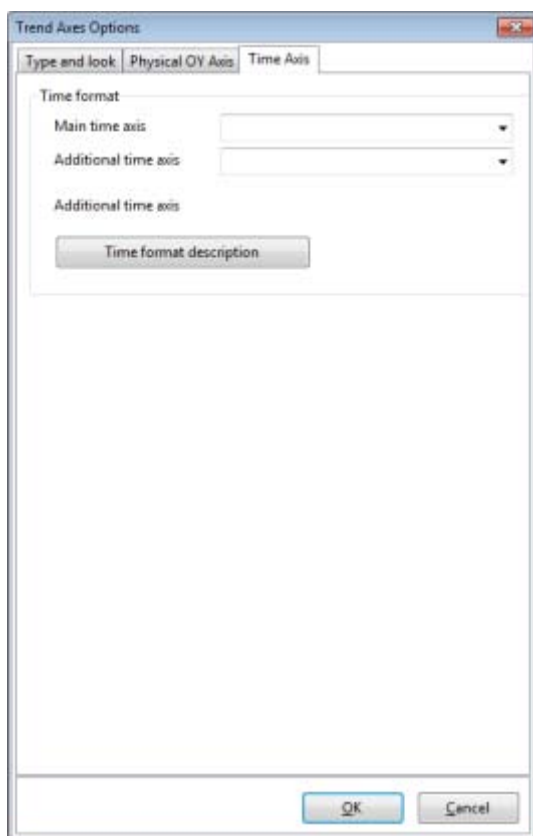 Trend Axes Options
Type and look Physical OY Axis Time Axis
Time format
Main time axis
Additional time axis
Additional time axis
Time format description
OK Cancel